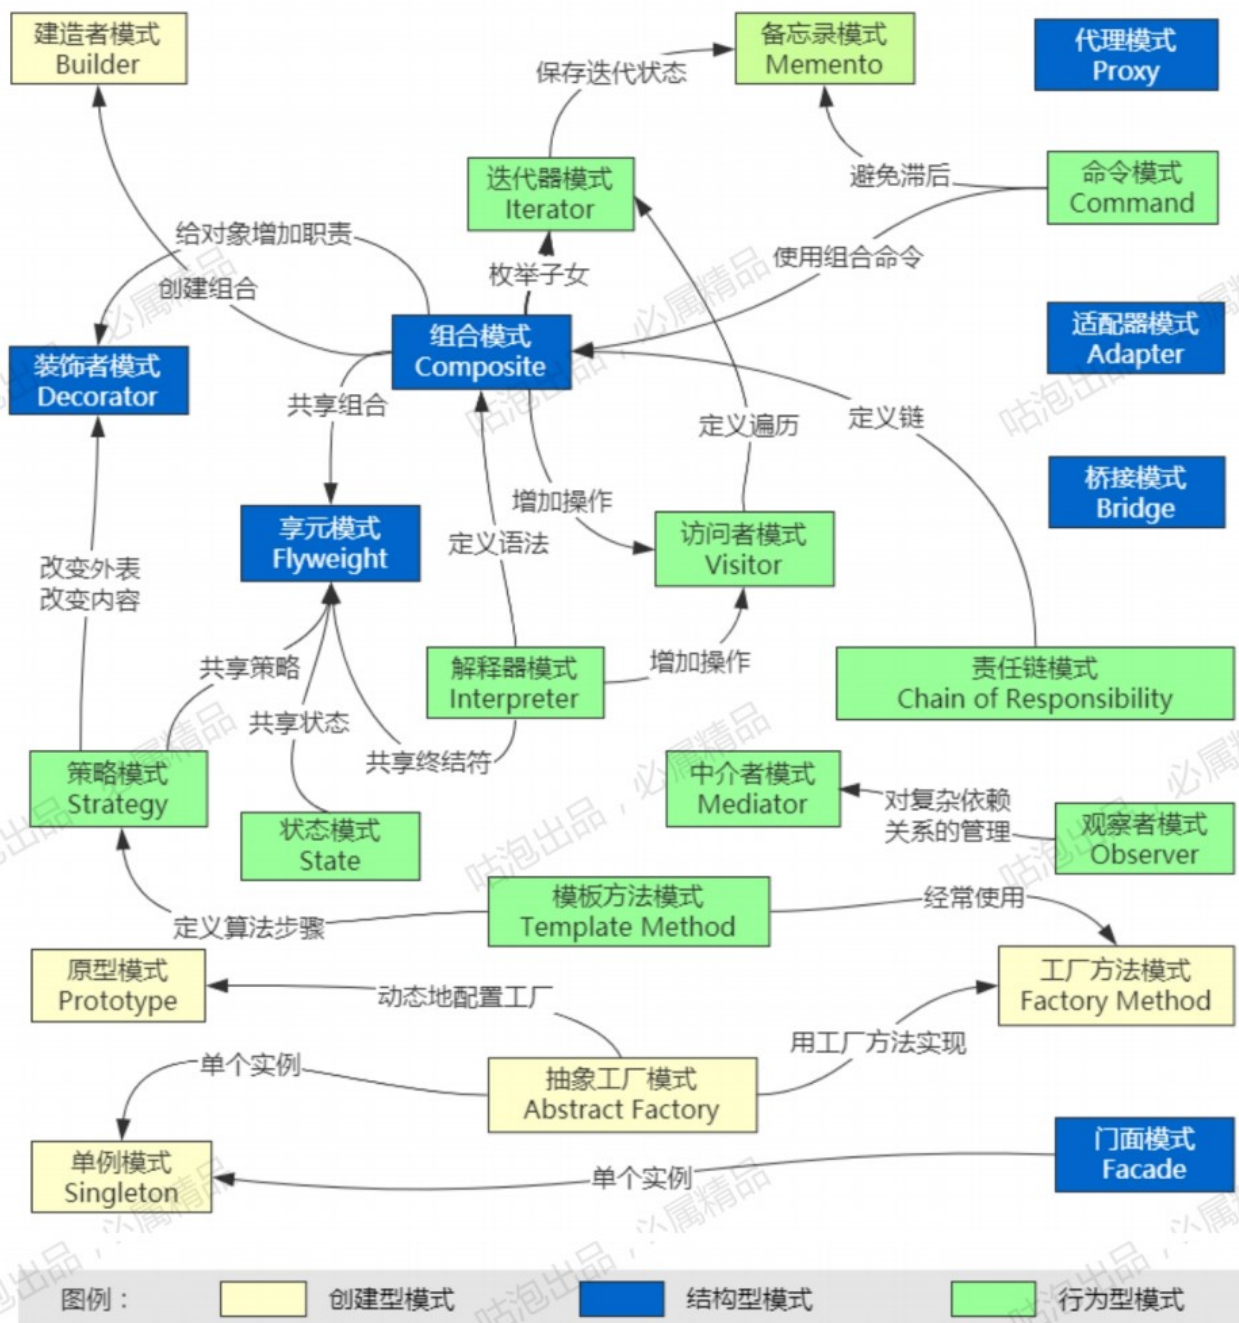 建造者模式
Builder
备忘录模式
Memento
代理模式
Proxy
保存迭代状态
迭代器模式
Iterator
避免滞后
命令模式
Command
给对象增加职责
创建组合
枚举子女
使用组合命令
组合模式
Composite
适配器模式
Adapter
装饰者模式
Decorator
共享组合
定义遍历
定义链
桥接模式
Bridge
增加操作
享元模式
Flyweight
定义语法
访问者模式
Visitor
改变外表
改变内容
共享策略
解释器模式
Interpreter
增加操作
责任链模式
Chain of Responsibility
共享状态
共享终结符
策略模式
Strategy
中介者模式
Mediator
对复杂依赖
关系的管理
观察者模式
Observer
状态模式
State
模板方法模式
Template Method
经常使用
定义算法步骤
原型模式
Prototype
动态地配置工厂
工厂方法模式
Factory Method
用工厂方法实现
单个实例
抽象工厂模式
Abstract Factory
门面模式
Facade
单例模式
Singleton
单个实例
图例：
创建型模式
结构型模式
行为型模式
咕泡出品，必属精品